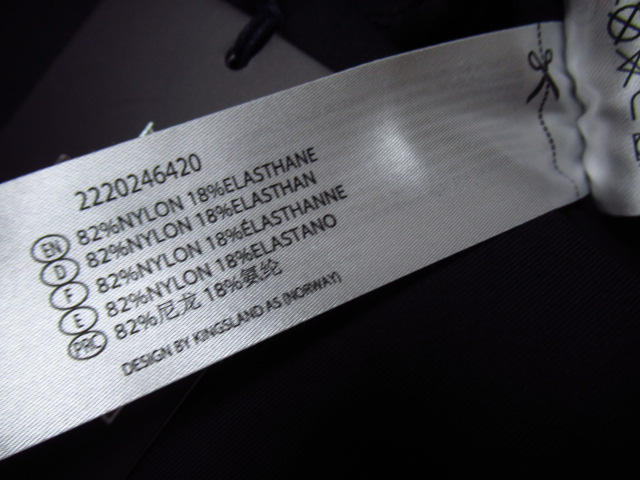 2220246420
EN 82%NYLON 18%ELASTHANE
D 82%NYLON 18%ELASTHAN
F 82%NYLON 18%ÉLASTHANNE
E 82%NYLON 18%ELASTANO
PRC 82%尼龙 18%氨纶
DESIGN BY KINGSLAND AS (NORWAY)